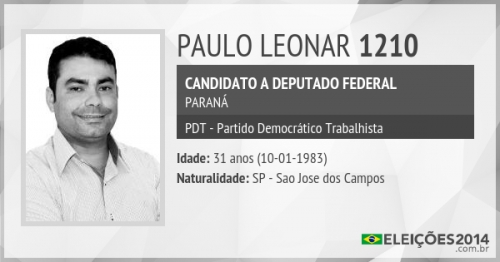 PAULO LEONAR 1210
CANDIDATO A DEPUTADO FEDERAL
PARANÁ
PDT - Partido Democrático Trabalhista
Idade: 31 anos (10-01-1983)
Naturalidade: SP - Sao Jose dos Campos
ELEIÇÕES2014
.com.br